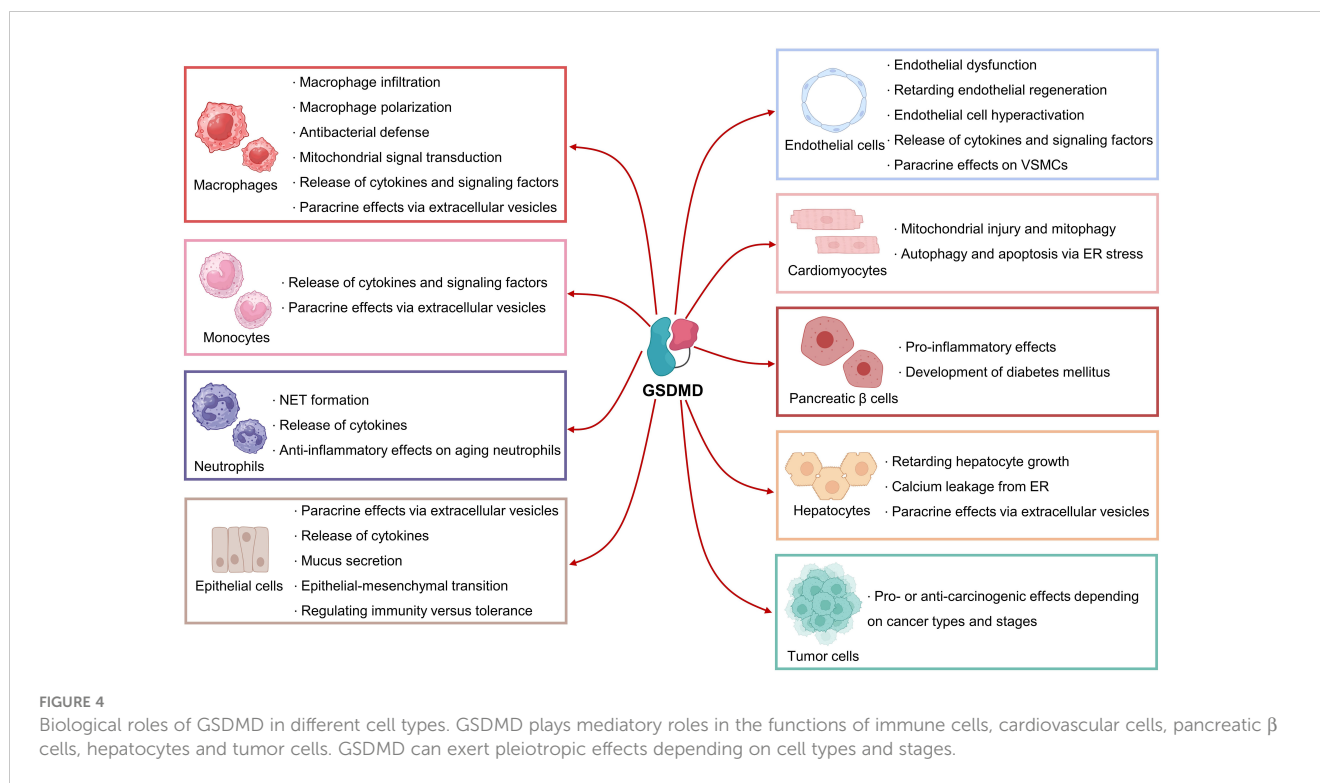 · Macrophage infiltration
· Macrophage polarization
· Antibacterial defense
· Mitochondrial signal transduction
· Release of cytokines and signaling factors
· Paracrine effects via extracellular vesicles
Macrophages
· Release of cytokines and signaling factors
· Paracrine effects via extracellular vesicles
Monocytes
· NET formation
· Release of cytokines
· Anti-inflammatory effects on aging neutrophils
Neutrophils
· Paracrine effects via extracellular vesicles
· Release of cytokines
· Mucus secretion
· Epithelial-mesenchymal transition
· Regulating immunity versus tolerance
Epithelial cells
GSDMD
· Endothelial dysfunction
· Retarding endothelial regeneration
· Endothelial cell hyperactivation
· Release of cytokines and signaling factors
· Paracrine effects on VSMCs
Endothelial cells
· Mitochondrial injury and mitophagy
· Autophagy and apoptosis via ER stress
Cardiomyocytes
· Pro-inflammatory effects
· Development of diabetes mellitus
Pancreatic β cells
· Retarding hepatocyte growth
· Calcium leakage from ER
· Paracrine effects via extracellular vesicles
Hepatocytes
· Pro- or anti-carcinogenic effects depending
on cancer types and stages
Tumor cells
FIGURE 4
Biological roles of GSDMD in different cell types. GSDMD plays mediatory roles in the functions of immune cells, cardiovascular cells, pancreatic β
cells, hepatocytes and tumor cells. GSDMD can exert pleiotropic effects depending on cell types and stages.